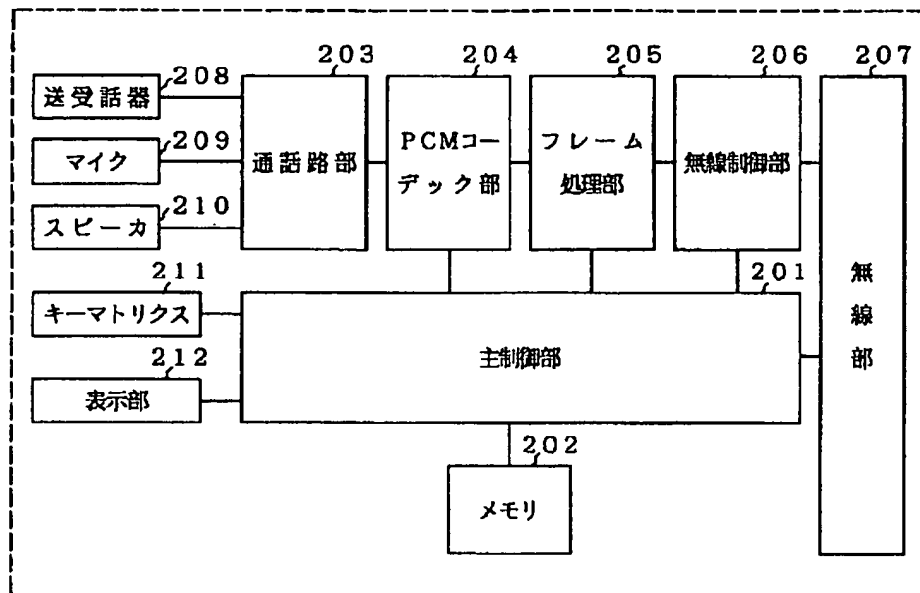 203
204
205
206
207
208
送受話器
209
マイク
210
スピーカ
通話路部
PCMコー
デック部
フレーム
処理部
無線制御部
無線部
211
キーマトリクス
212
表示部
201
主制御部
202
メモリ